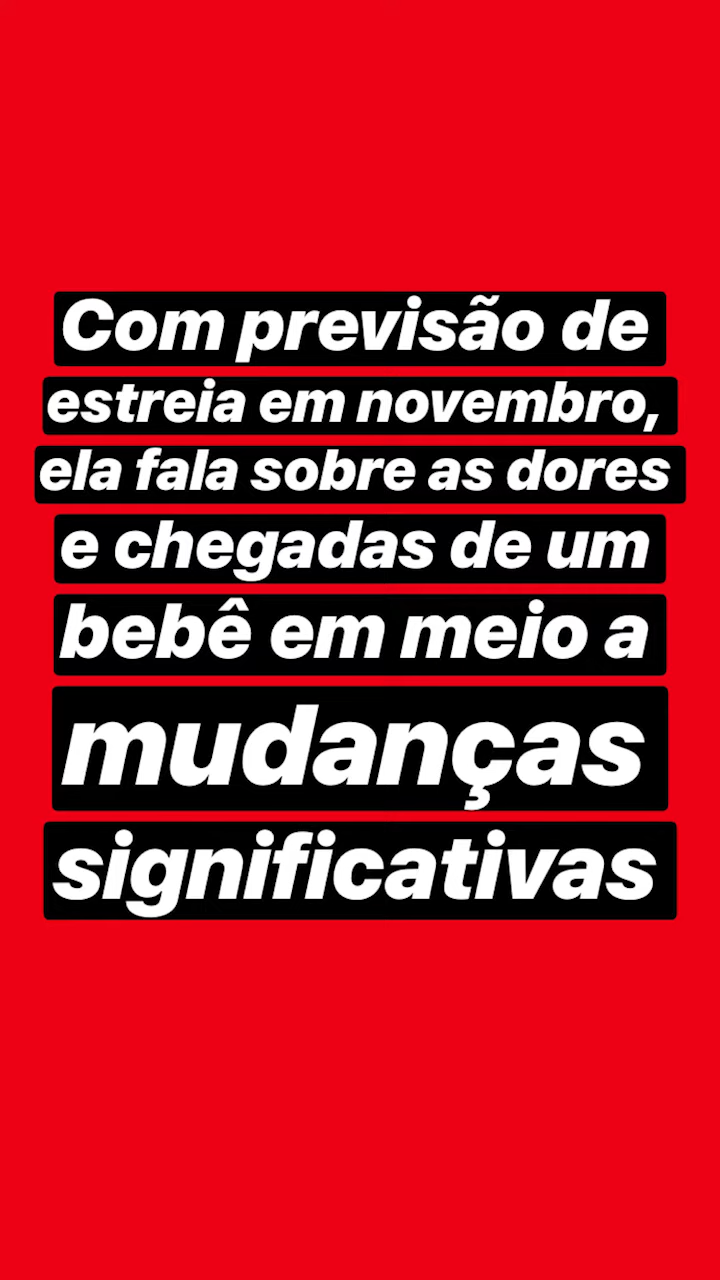 Com previsão de
estreia em novembro,
ela fala sobre as dores
e chegadas de um
bebê em meio a
mudanças
significativas